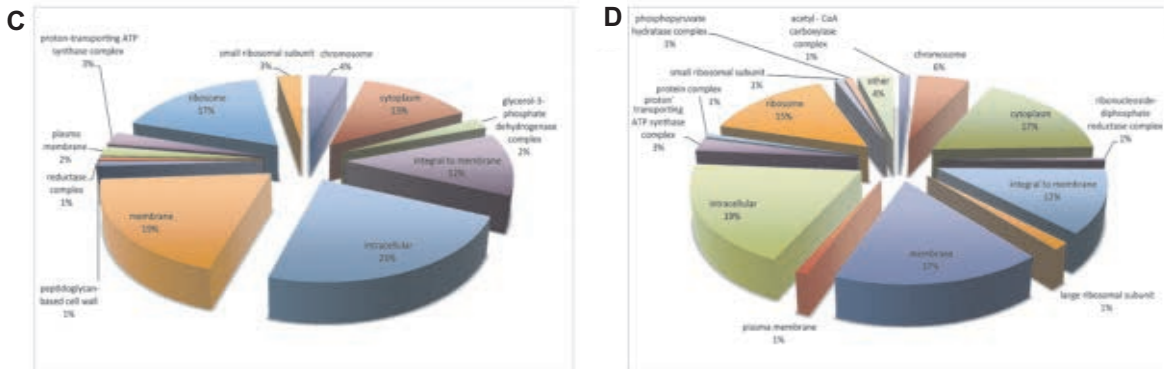 C
proton-transporting ATP
synthase complex
3%
small ribosomal subunit
3%
chromosome
4%
cytoplasm
13%
glycerol-3-
phosphate
dehydrogenase
complex
2%
integral to membrane
12%
intracellular
21%
membrane
19%
peptidoglycan-
based cell wall
1%
reductase
complex
1%
plasma
membrane
2%
ribosome
17%
D
phosphopyruvate
hydratase complex
1%
acetyl - CoA
carboxylase
complex
1%
chromosome
6%
cytoplasm
17%
ribonucleoside-
diphosphate
reductase complex
1%
integral to membrane
12%
large ribosomal subunit
1%
membrane
17%
plasma membrane
1%
intracellular
19%
proton'
transporting
ATP synthase
complex
3%
protein complex
1%
ribosome
15%
small ribosomal subunit
1%
other
4%